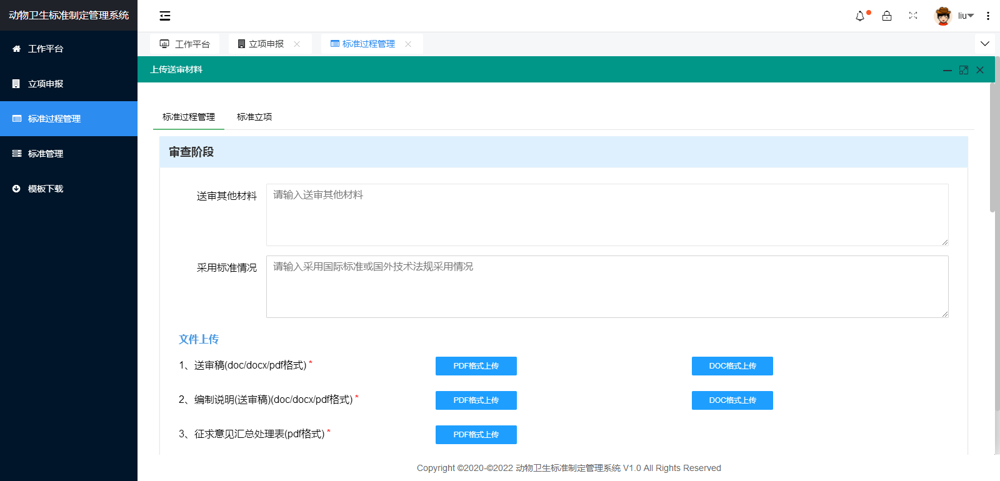 动物卫生标准制定管理系统
liu
工作平台
立项申报
标准过程管理
标准管理
模板下载
工作平台
立项申报
标准过程管理
上传送审材料
标准过程管理
标准立项
审查阶段
送审其他材料
请输入送审其他材料
采用标准情况
请输入采用国际标准或国外技术法规采用情况
文件上传
1、送审稿(doc/docx/pdf格式) *
PDF格式上传
DOC格式上传
2、编制说明(送审稿)(doc/docx/pdf格式) *
PDF格式上传
DOC格式上传
3、征求意见汇总处理表(pdf格式) *
PDF格式上传
Copyright ©2020-©2022 动物卫生标准制定管理系统 V1.0 All Rights Reserved